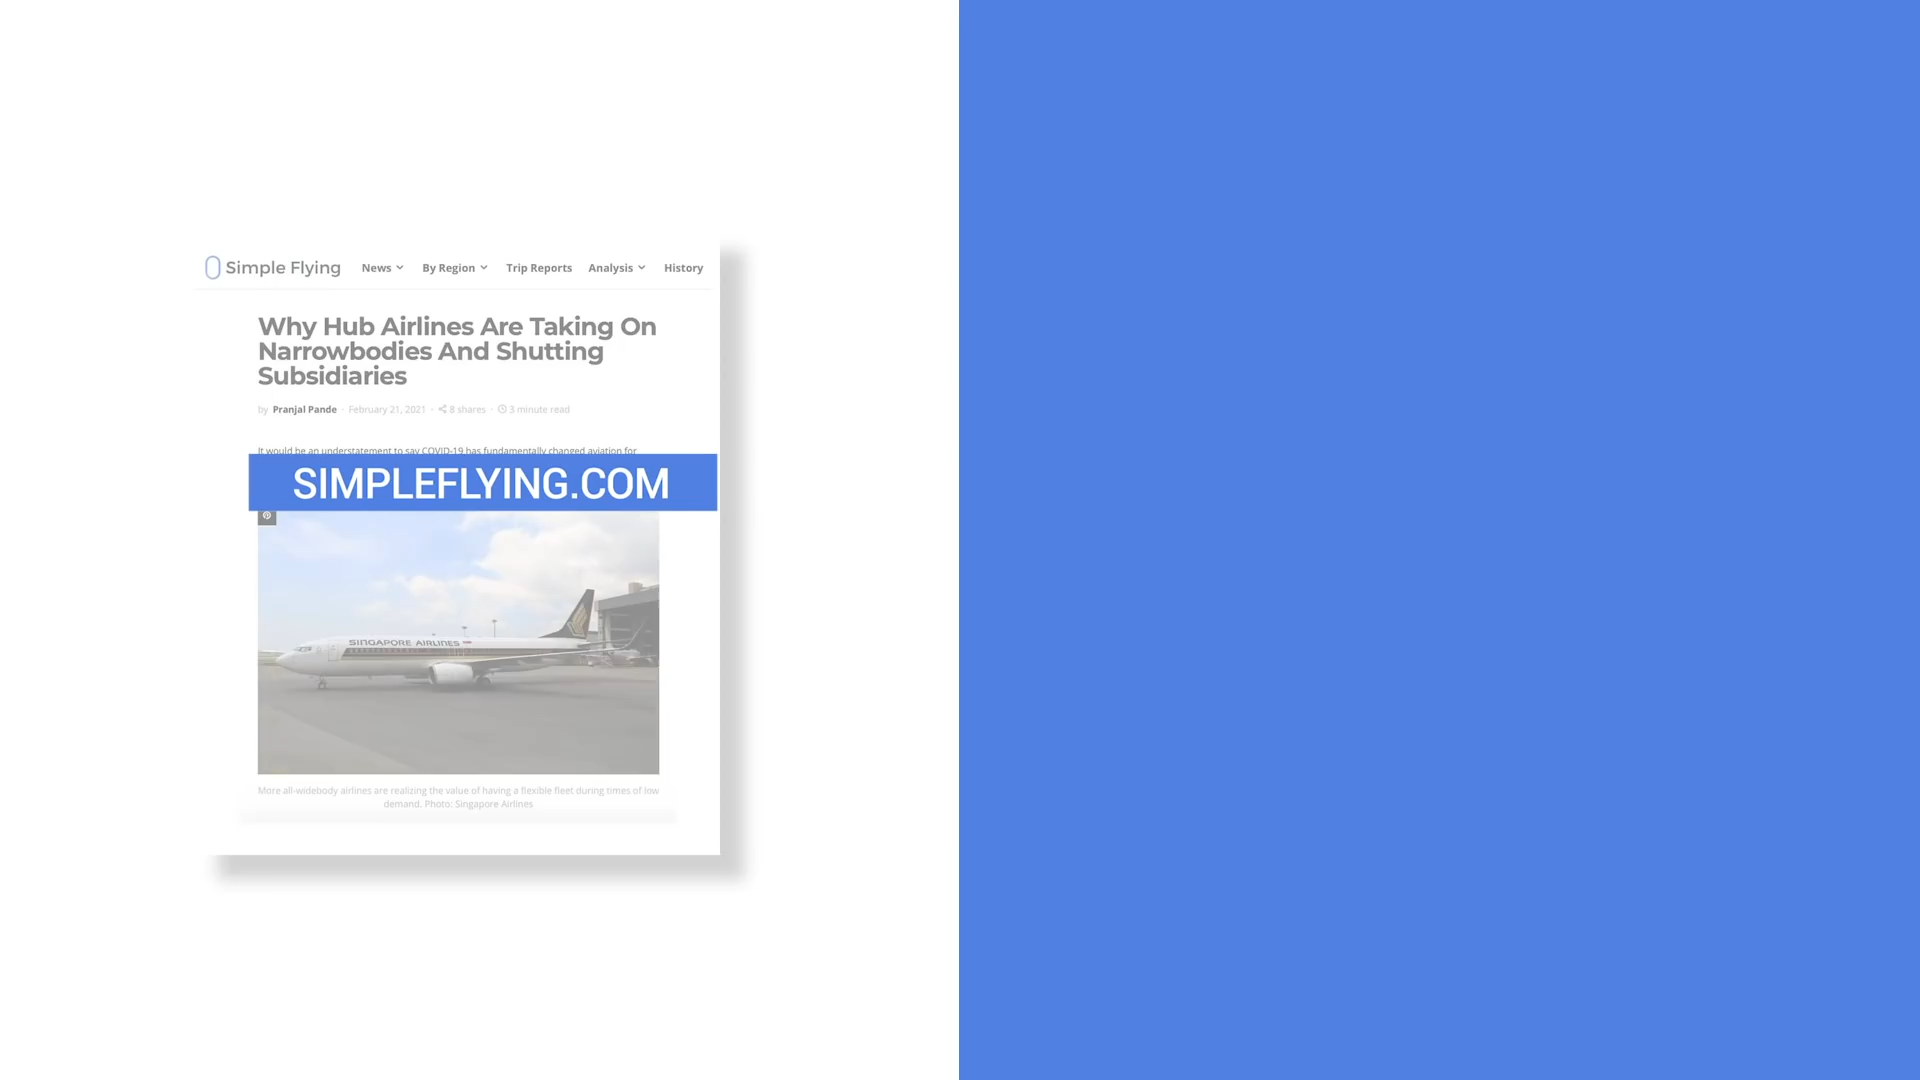 Simple Flying News By Region Trip Reports Analysis History
Why Hub Airlines Are Taking On
Narrowbodies And Shutting
Subsidiaries
by Pranjal Pande · February 21, 2021 · 8 shares · 3 minute read
It would be an understatement to say COVID-19 has fundamentally changed aviation for
SIMPLEFLYING.COM
SINGAPORE AIRLINES
More all-widebody airlines are realizing the value of having a flexible fleet during times of low
demand. Photo: Singapore Airlines